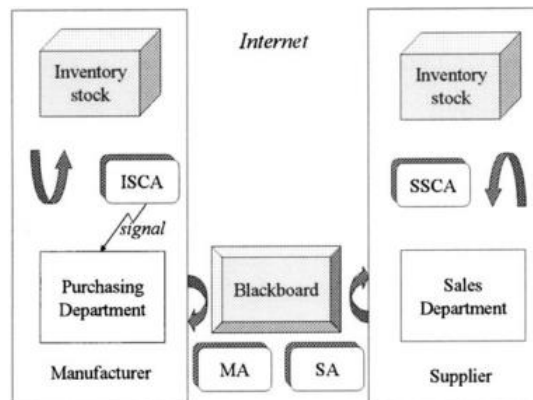 Internet
Inventory
stock
ISCA
signal
Purchasing
Department
Manufacturer
Blackboard
MA
SA
Inventory
stock
SSCA
Sales
Department
Supplier